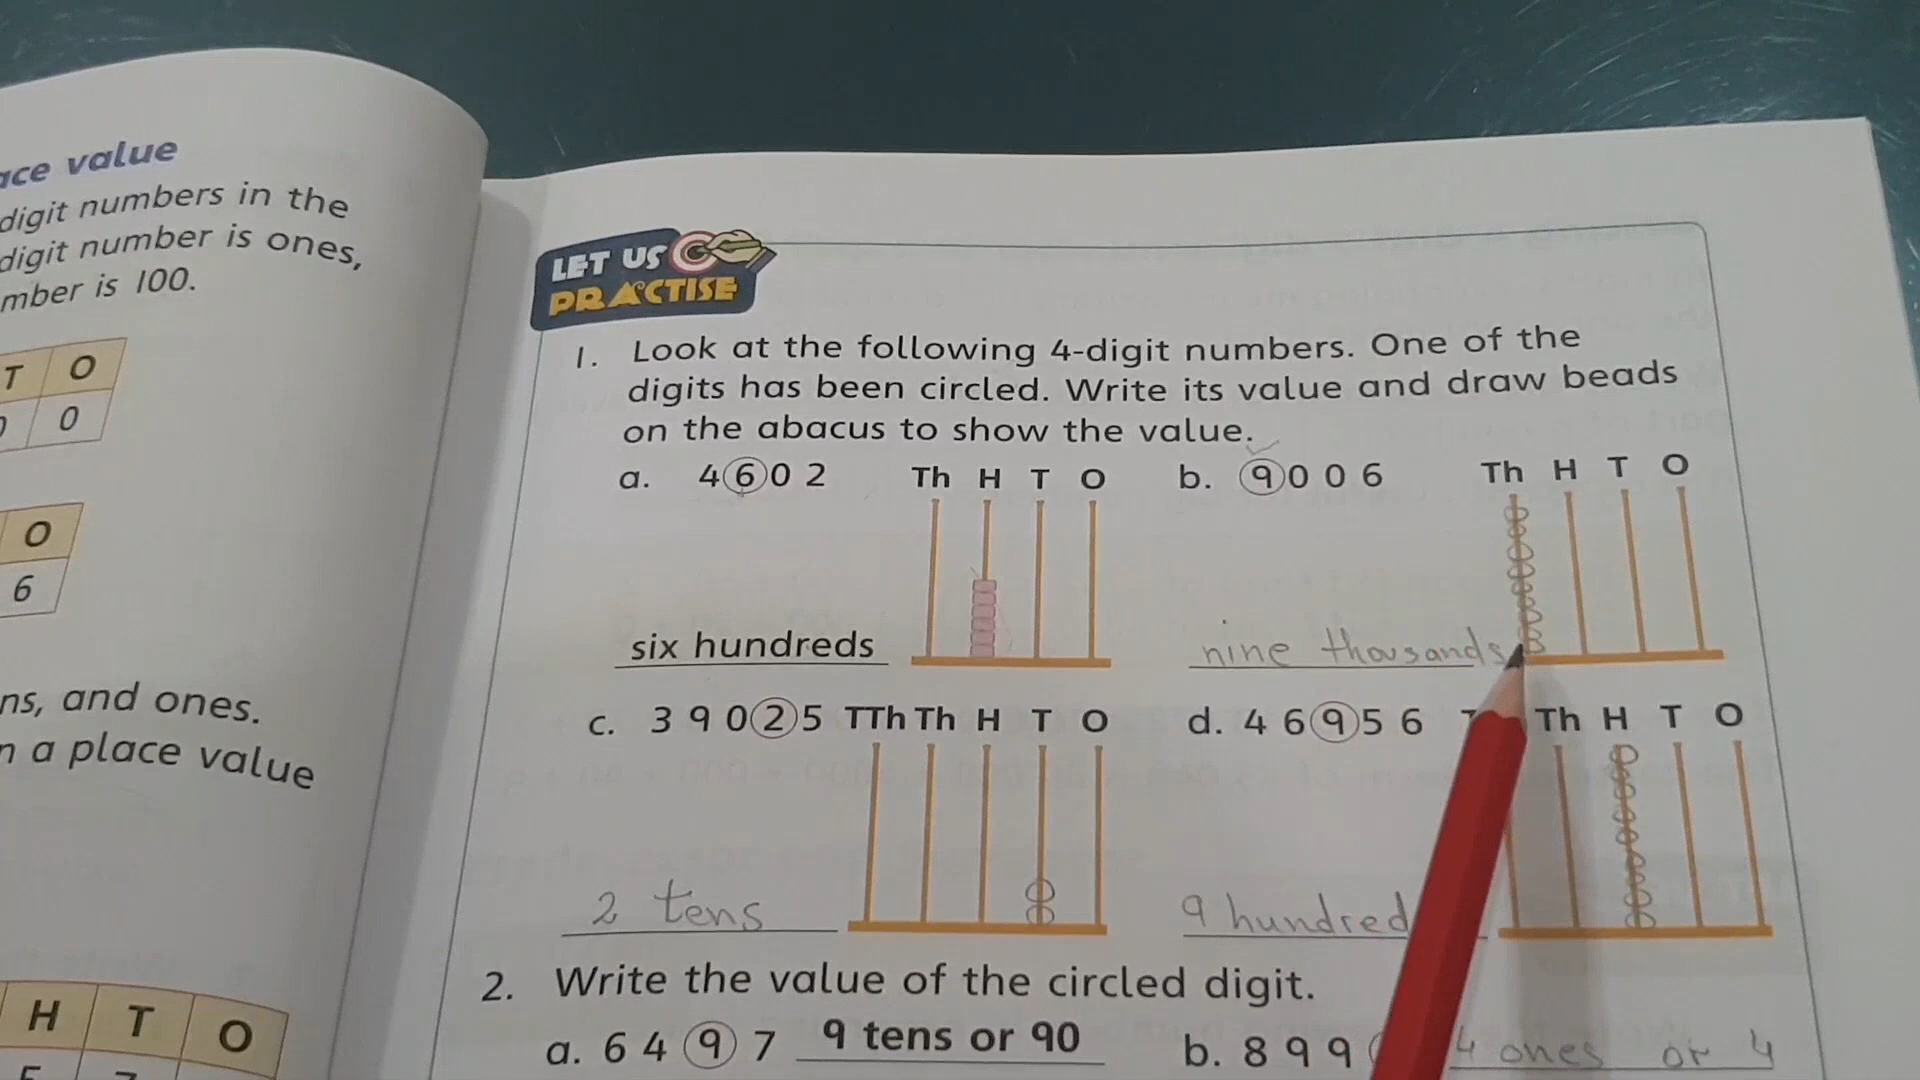 ace value
digit numbers in the
digit number is ones,
mber is 100.
T O
0
O
6
ns, and ones.
n a place value
H T O
LET US
PRACTISE
1. Look at the following 4-digit numbers. One of the
digits has been circled. Write its value and draw beads
on the abacus to show the value.
a. 4 6 0 2 Th H T O
six hundreds
b. 9 0 0 6 Th H T O
nine thousands
c. 3 9 0 2 5 TTh Th H T O
2 tens
d. 4 6 9 5 6 Th H T O
9 hundred
2. Write the value of the circled digit.
a. 6 4 9 7 9 tens or 90
b. 8 9 9 4 ones or 4